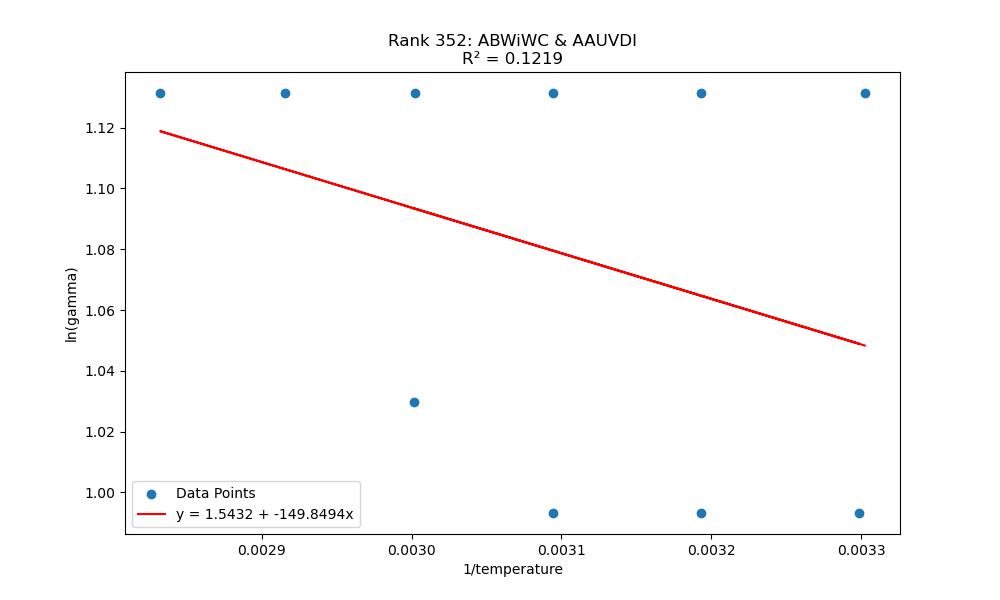 Rank 352: ABWiWC & AAUVDI
R² = 0.1219
ln(gamma)
1.12
1.10
1.08
1.06
1.04
1.02
1.00
Data Points
y = 1.5432 + -149.8494x
0.0029 0.0030 0.0031 0.0032 0.0033
1/temperature